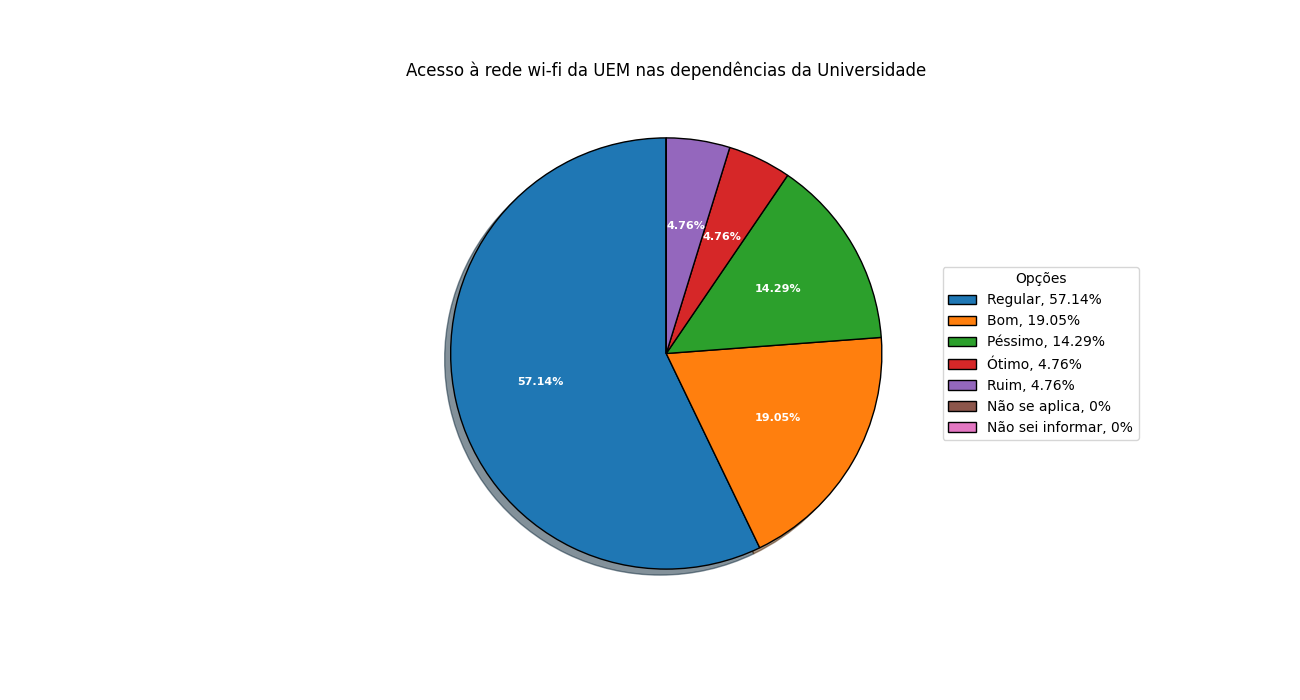 Acesso à rede wi-fi da UEM nas dependências da Universidade
4.76%
4.76%
14.29%
57.14%
19.05%
Opções
Regular, 57.14%
Bom, 19.05%
Péssimo, 14.29%
Ótimo, 4.76%
Ruim, 4.76%
Não se aplica, 0%
Não sei informar, 0%